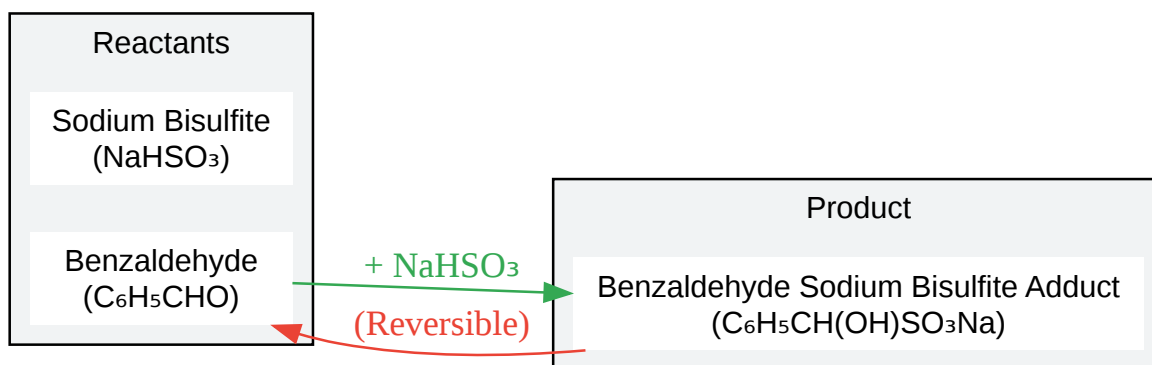 Reactants
Sodium Bisulfite
(NaHSO₃)
Benzaldehyde
(C₆H₅CHO)
+ NaHSO₃
(Reversible)
Product
Benzaldehyde Sodium Bisulfite Adduct
(C₆H₅CH(OH)SO₃Na)